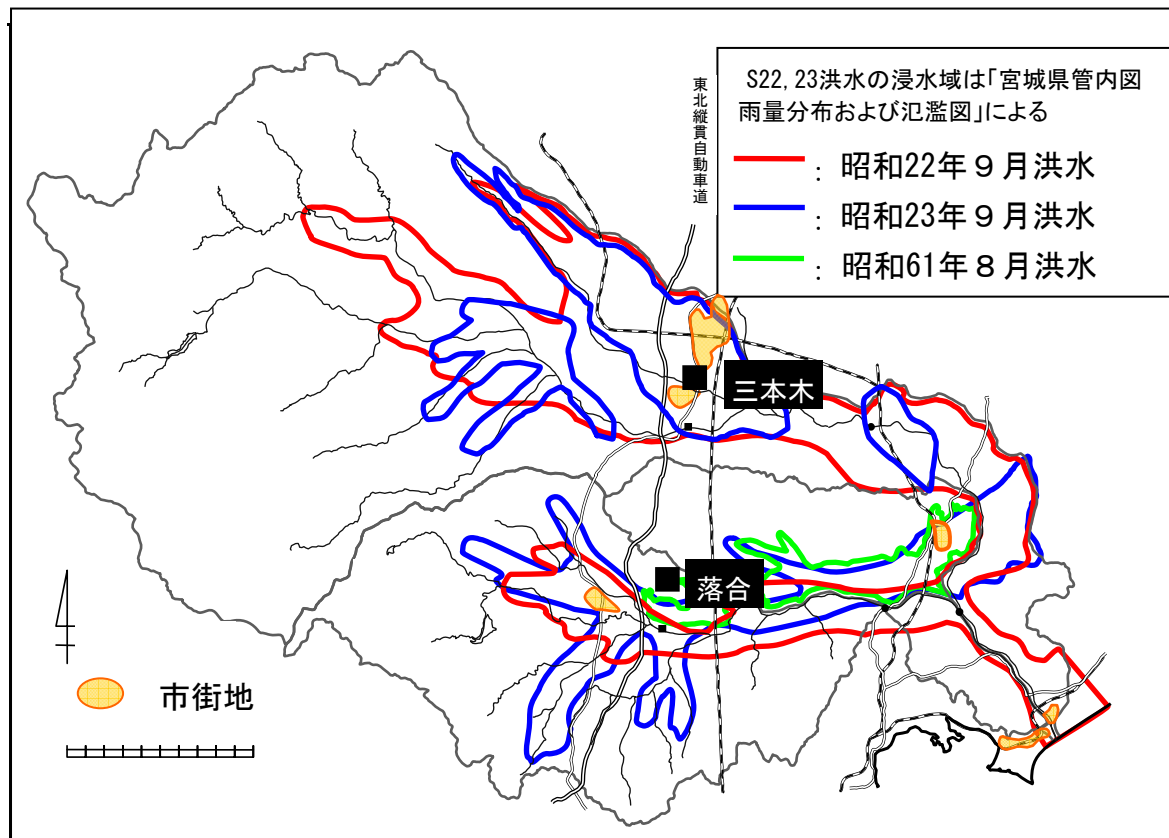 S22, 23洪水の浸水域は「宮城県管内図
雨量分布および氾濫図」による
: 昭和22年９月洪水
: 昭和23年９月洪水
: 昭和61年８月洪水
東北縦貫自動車道
三本木
落合
市街地